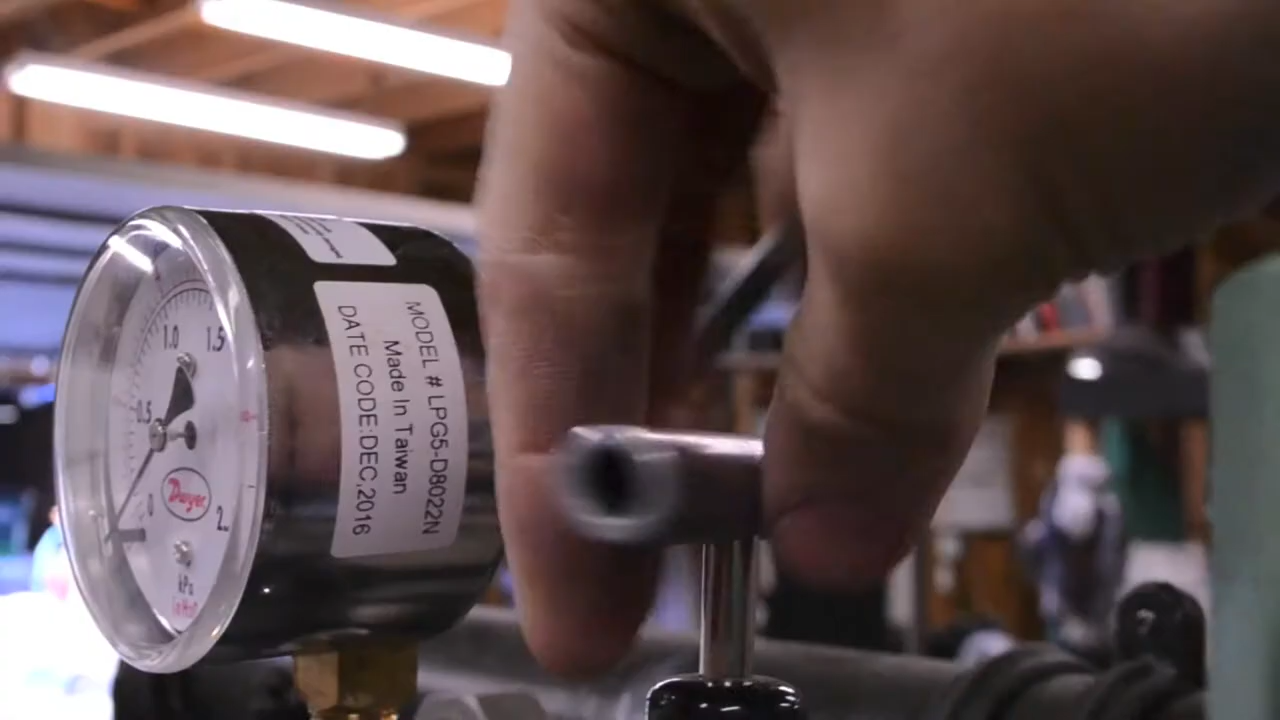 1.0
1.5
0.5
0
2
Dwyer
kPa
MODEL # LPG5-D8022N
Made In Taiwan
DATE CODE:DEC,2016